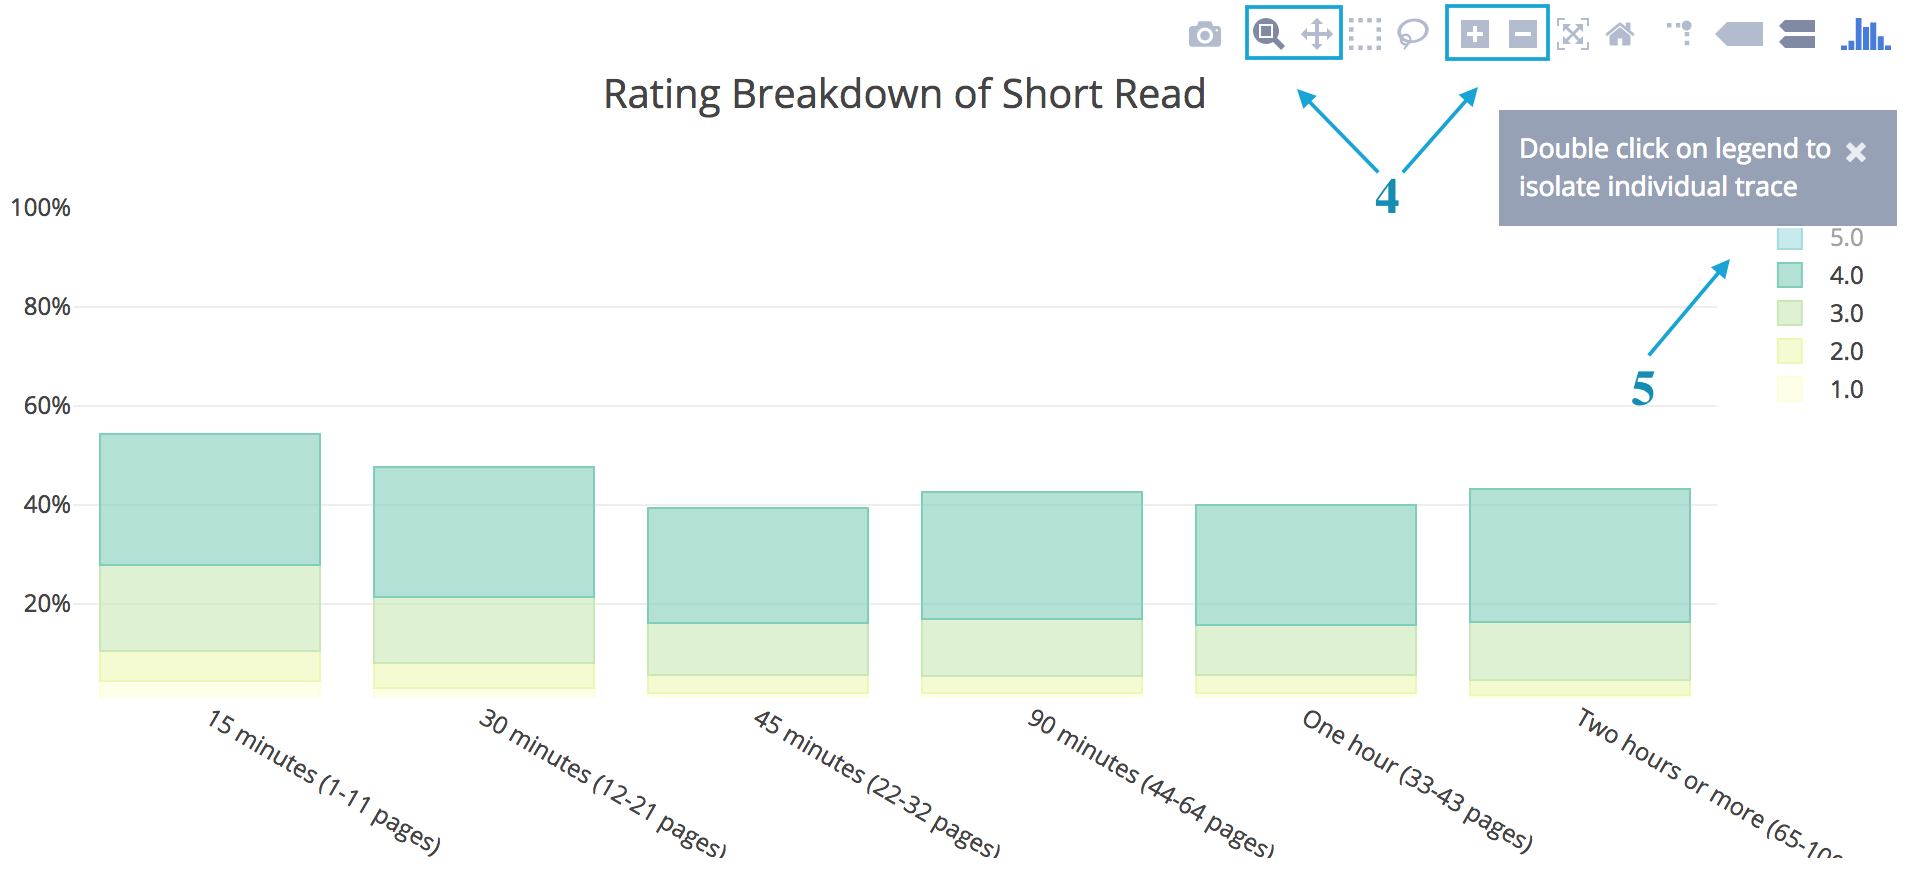 Rating Breakdown of Short Read
Double click on legend to
isolate individual trace
4
5
5.0
4.0
3.0
2.0
1.0
100%
80%
60%
40%
20%
15 minutes (1-11 pages)
30 minutes (12-21 pages)
45 minutes (22-32 pages)
90 minutes (44-64 pages)
One hour (33-43 pages)
Two hours or more (65-100